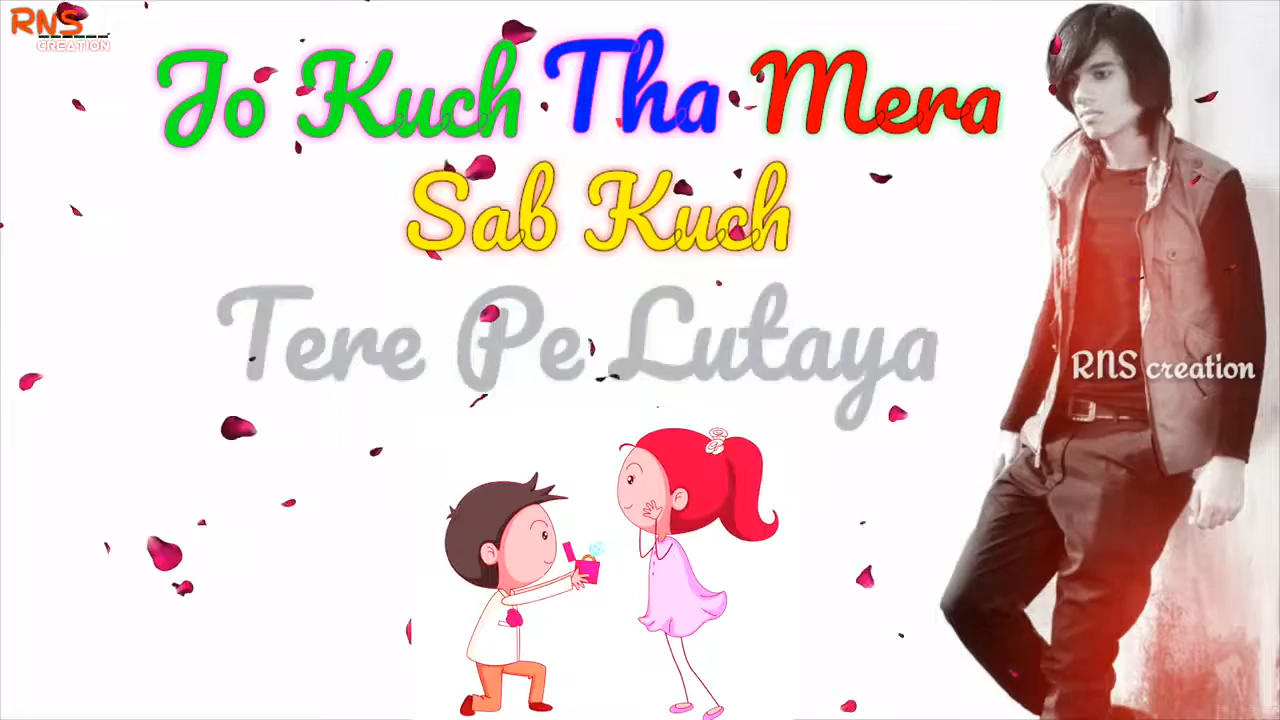 RNS
CREATION
Jo Kuch Tha Mera
Sab Kuch
Tere Pe Lutaya
RNS creation